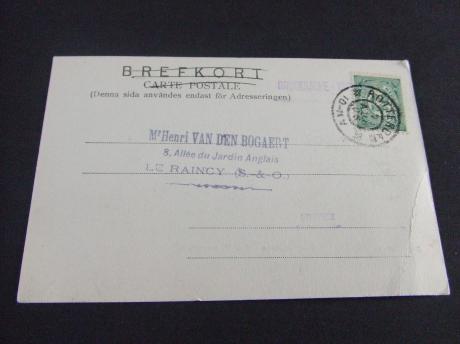 BREFKORT
CARTE POSTALE
(Denna sida användes endast för Adresseringen)
ROTTERDAM
Mr Henri VAN DEN BOGAERT
8, Allée du Jardin Anglais
LE RAINCY (S.-&-O.)